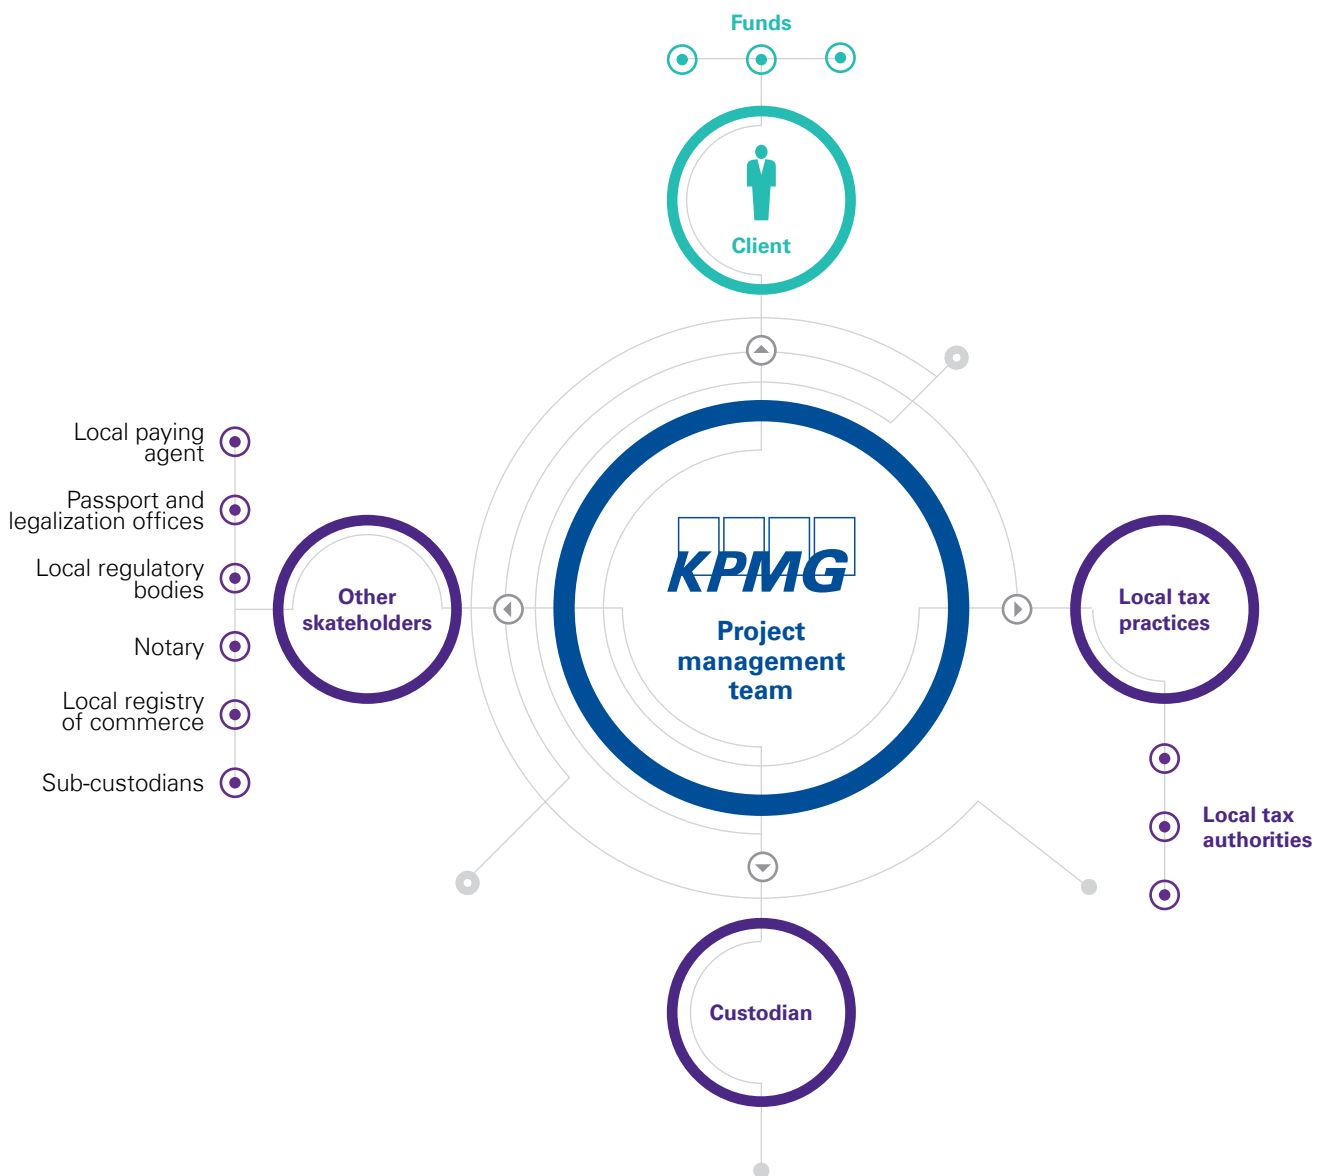 Funds
Client
Local paying
agent
Passport and
legalization offices
Local regulatory
bodies
Notary
Local registry
of commerce
Sub-custodians
Other
skateholders
KPMG
Project
management
team
Local tax
practices
Local tax
authorities
Custodian